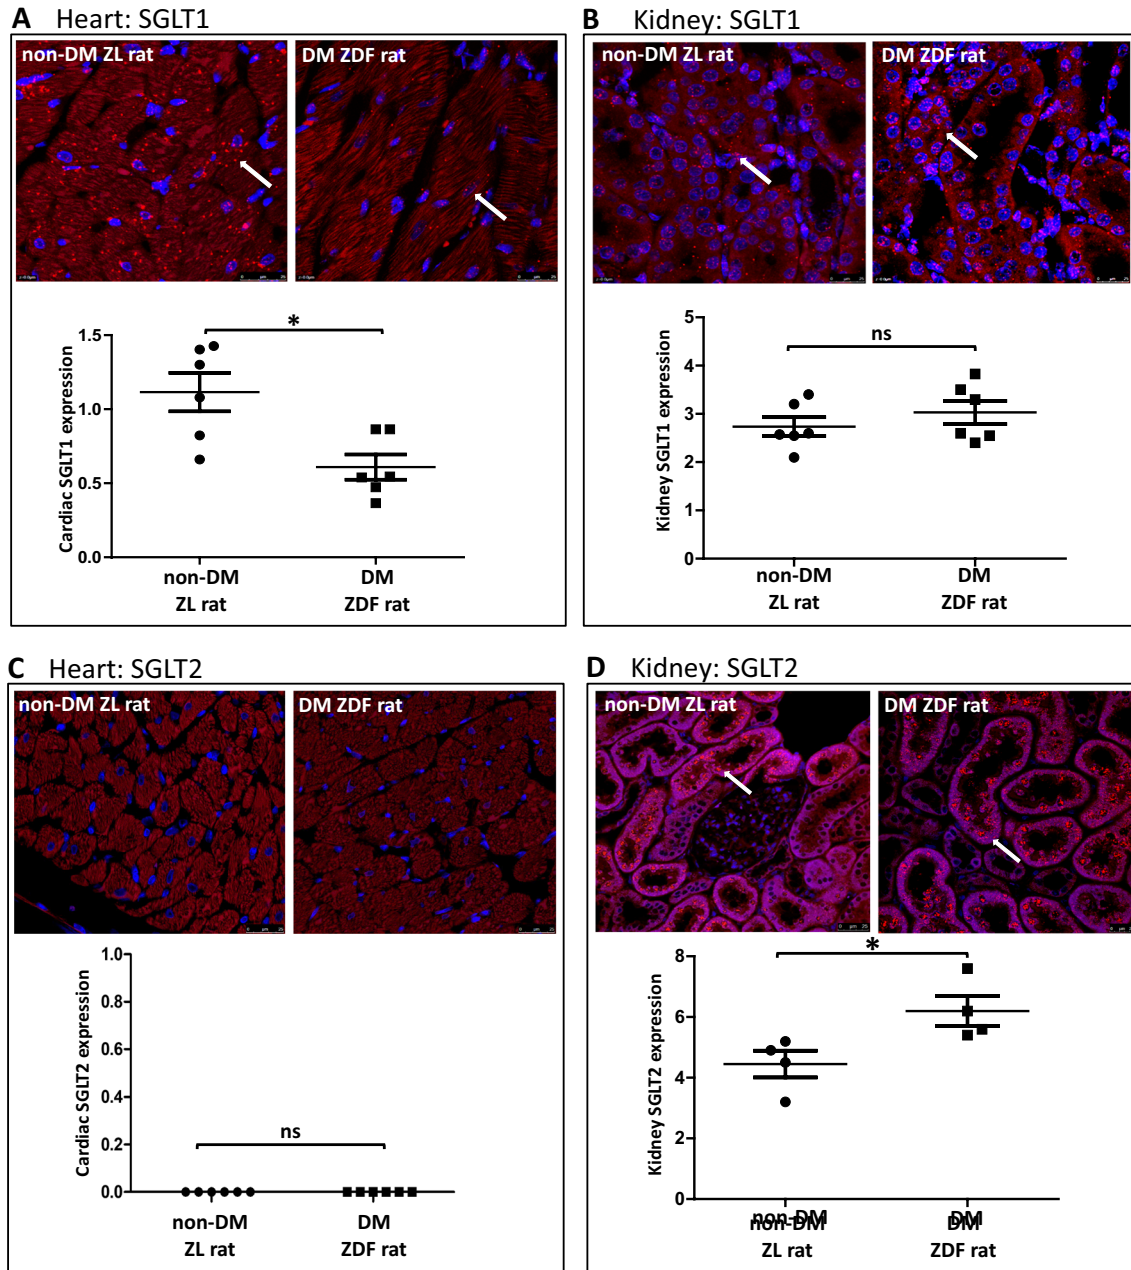 A Heart: SGLT1
non-DM ZL rat
DM ZDF rat
*
Cardiac SGLT1 expression
1.5
1.0
0.5
0.0
non-DM
ZL rat
DM
ZDF rat
B Kidney: SGLT1
non-DM ZL rat
DM ZDF rat
ns
Kidney SGLT1 expression
5
4
3
2
1
0
non-DM
ZL rat
DM
ZDF rat
C Heart: SGLT2
non-DM ZL rat
DM ZDF rat
ns
Cardiac SGLT2 expression
1.0
0.8
0.6
0.4
0.2
0.0
non-DM
ZL rat
DM
ZDF rat
D Kidney: SGLT2
non-DM ZL rat
DM ZDF rat
*
Kidney SGLT2 expression
8
6
4
2
0
non-DM
non-DM
ZL rat
DM
DM
ZDF rat